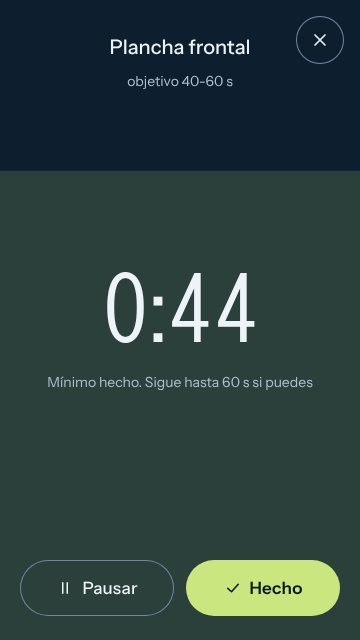 Plancha frontal
objetivo 40-60 s
0:44
Mínimo hecho. Sigue hasta 60 s si puedes
Pausar
Hecho